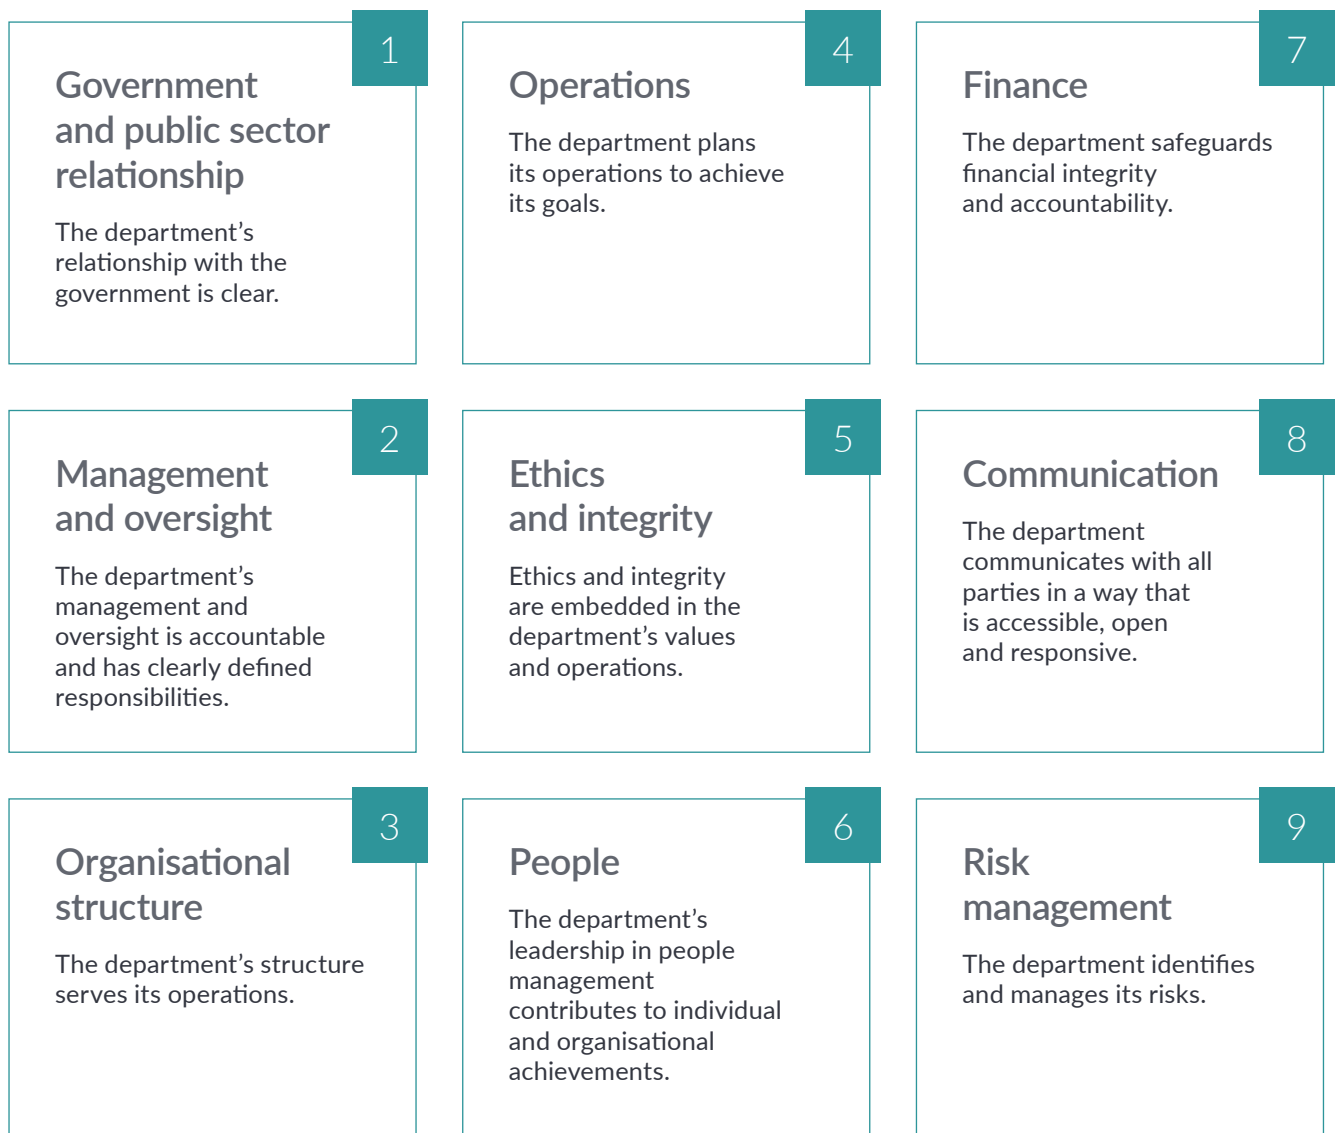 1
Government
and public sector
relationship
The department’s
relationship with the
government is clear.
2
Management
and oversight
The department’s
management and
oversight is accountable
and has clearly defined
responsibilities.
3
Organisational
structure
The department’s structure
serves its operations.
4
Operations
The department plans
its operations to achieve
its goals.
5
Ethics
and integrity
Ethics and integrity
are embedded in the
department’s values
and operations.
6
People
The department’s
leadership in people
management
contributes to individual
and organisational
achievements.
7
Finance
The department safeguards
financial integrity
and accountability.
8
Communication
The department
communicates with all
parties in a way that
is accessible, open
and responsive.
9
Risk
management
The department identifies
and manages its risks.